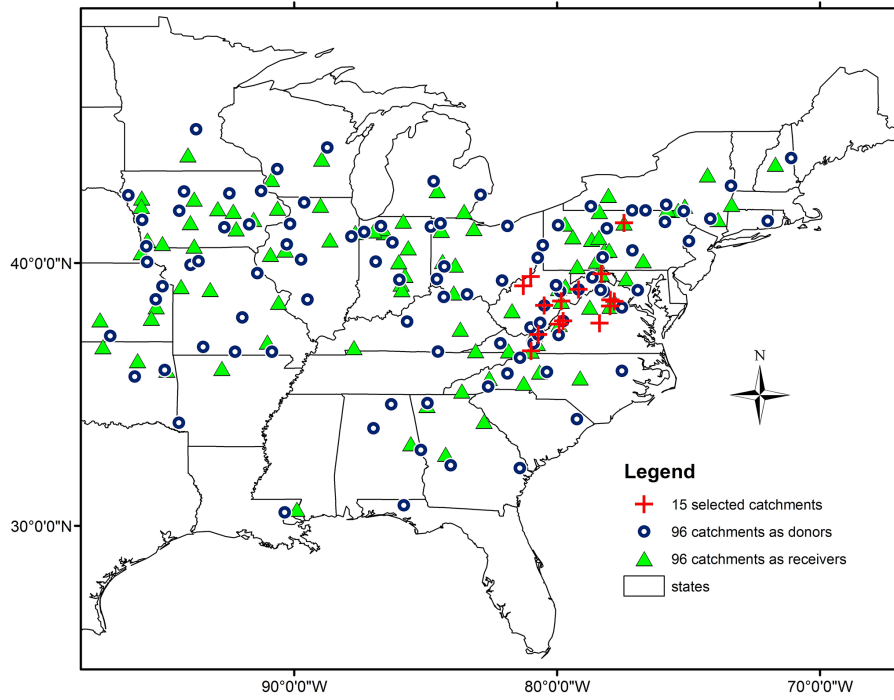 40°0'0"N
N
Legend
15 selected catchments
96 catchments as donors
30°0'0"N
96 catchments as receivers
states
90°0'0"W
80°0'0"W
70°0'0"W